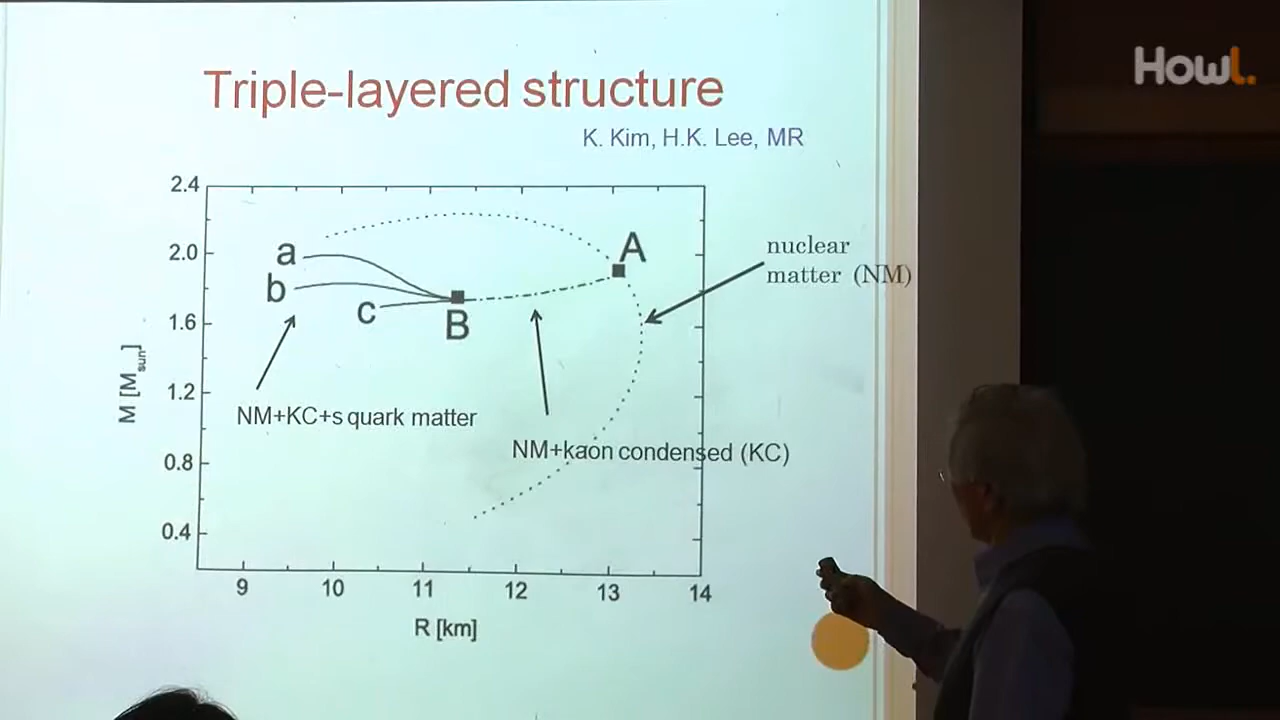 Howl.
Triple-layered structure
K. Kim, H.K. Lee, MR
2.4
2.0
1.6
1.2
0.8
0.4
M [M_sun]
a
b
c
B
A
nuclear
matter (NM)
NM+KC+s quark matter
NM+kaon condensed (KC)
9 10 11 12 13 14
R [km]